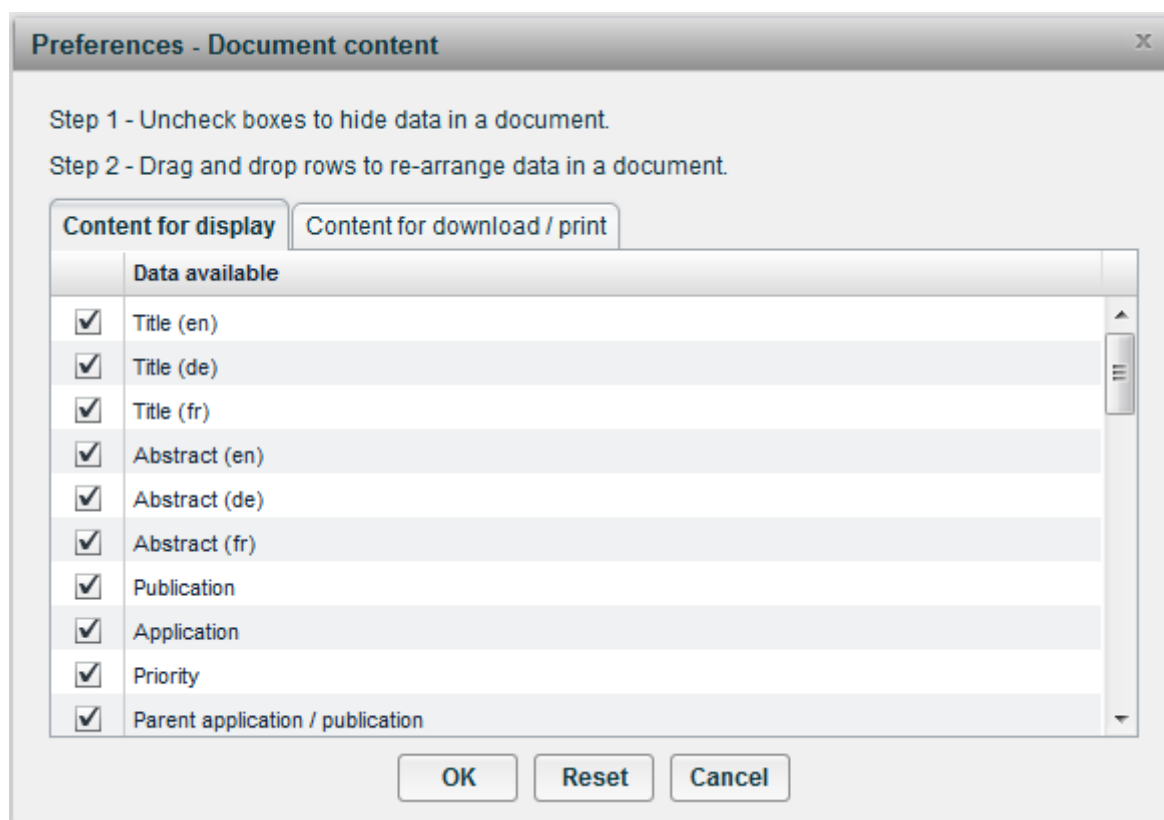 Preferences - Document content x
Step 1 - Uncheck boxes to hide data in a document.
Step 2 - Drag and drop rows to re-arrange data in a document.
Content for display Content for download / print
Data available
Title (en)
Title (de)
Title (fr)
Abstract (en)
Abstract (de)
Abstract (fr)
Publication
Application
Priority
Parent application / publication
OK Reset Cancel